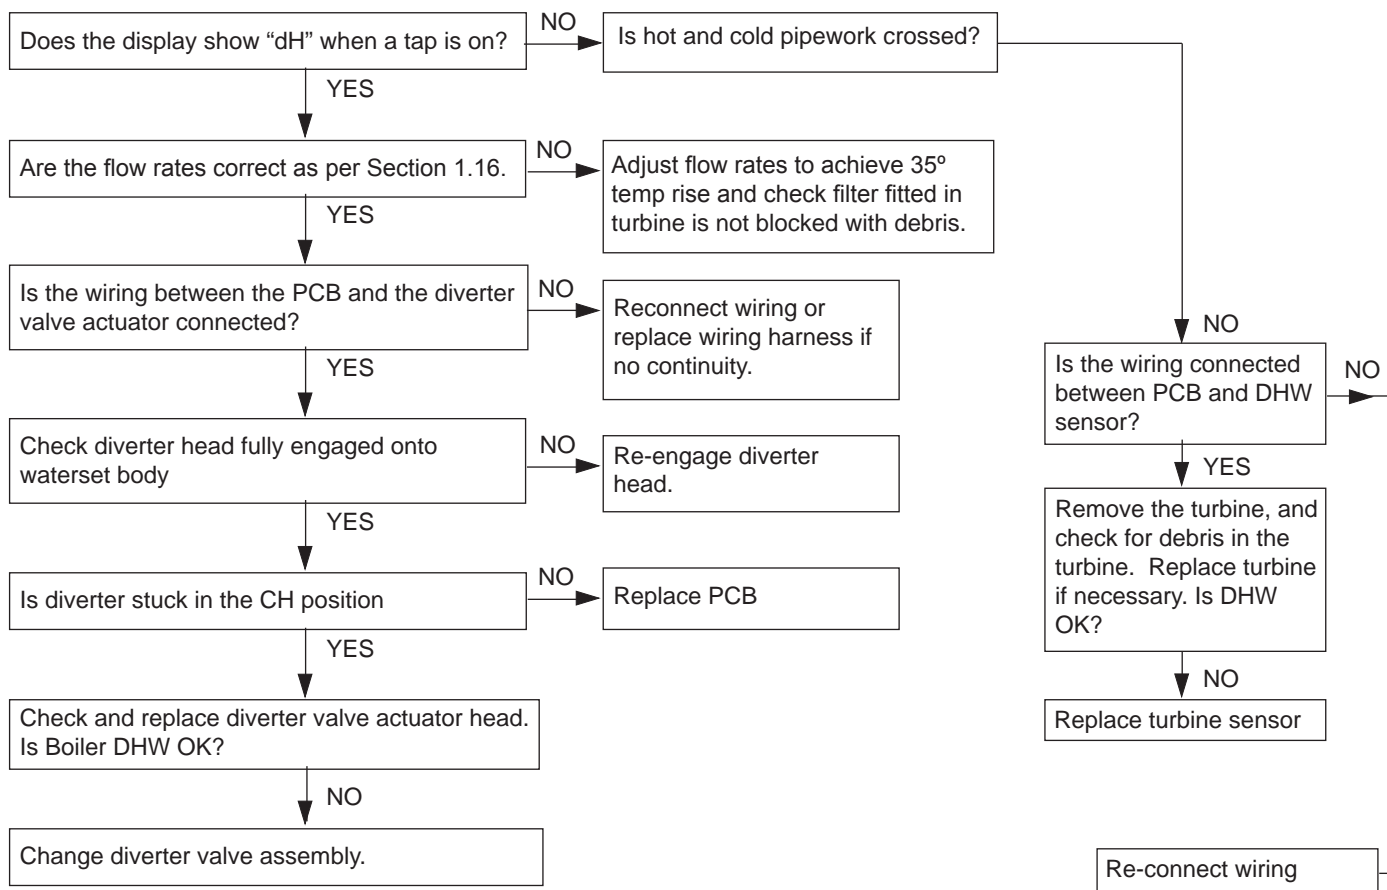 Does the display show “dH” when a tap is on?
NO
Is hot and cold pipework crossed?
YES
Are the flow rates correct as per Section 1.16.
NO
Adjust flow rates to achieve 35º
temp rise and check filter fitted in
turbine is not blocked with debris.
YES
Is the wiring between the PCB and the diverter
valve actuator connected?
NO
Reconnect wiring or
replace wiring harness if
no continuity.
YES
NO
Is the wiring connected
between PCB and DHW
sensor?
NO
Check diverter head fully engaged onto
waterset body
NO
Re-engage diverter
head.
YES
YES
Remove the turbine, and
check for debris in the
turbine.  Replace turbine
if necessary. Is DHW
OK?
Is diverter stuck in the CH position
NO
Replace PCB
YES
NO
Replace turbine sensor
Check and replace diverter valve actuator head.
Is Boiler DHW OK?
NO
Change diverter valve assembly.
Re-connect wiring